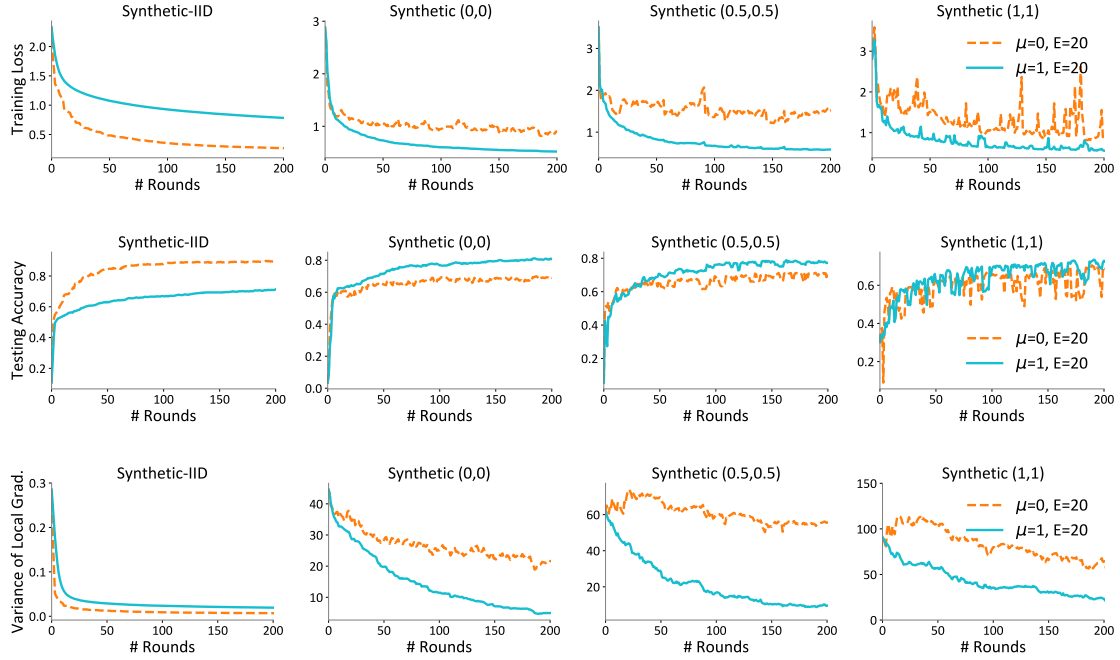 Synthetic-IID Synthetic (0,0) Synthetic (0.5,0.5) Synthetic (1,1)
Training Loss
2.0
1.5
1.0
0.5
0 50 100 150 200
# Rounds
3
2
1
0 50 100 150 200
# Rounds
3
2
1
0 50 100 150 200
# Rounds
3
2
1
μ=0, E=20
μ=1, E=20
0 50 100 150 200
# Rounds
Synthetic-IID Synthetic (0,0) Synthetic (0.5,0.5) Synthetic (1,1)
Testing Accuracy
0.8
0.6
0.4
0.2
0 50 100 150 200
# Rounds
0.8
0.6
0.4
0.2
0.0
0 50 100 150 200
# Rounds
0.8
0.6
0.4
0.2
0 50 100 150 200
# Rounds
0.6
0.4
0.2
μ=0, E=20
μ=1, E=20
0 50 100 150 200
# Rounds
Synthetic-IID Synthetic (0,0) Synthetic (0.5,0.5) Synthetic (1,1)
Variance of Local Grad.
0.3
0.2
0.1
0.0
0 50 100 150 200
# Rounds
40
30
20
10
0 50 100 150 200
# Rounds
60
40
20
0 50 100 150 200
# Rounds
150
100
50
0
μ=0, E=20
μ=1, E=20
0 50 100 150 200
# Rounds